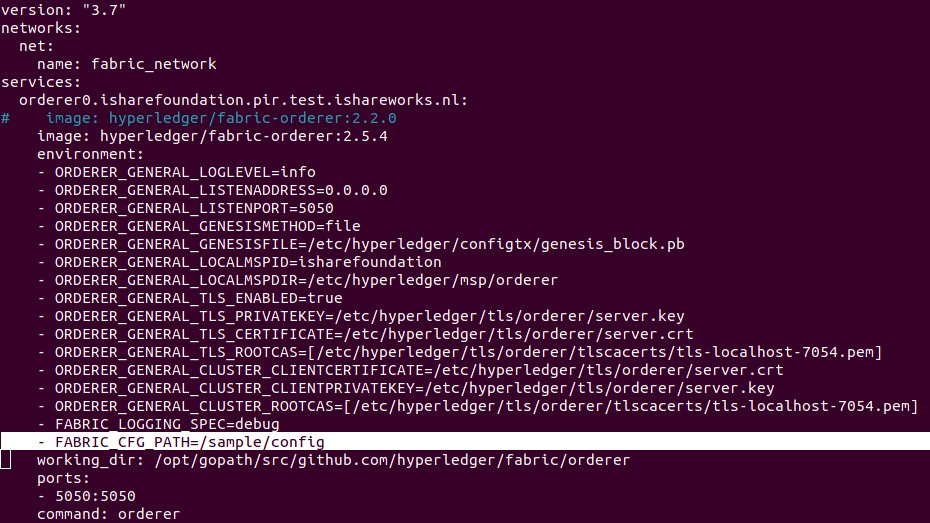 version: "3.7"
networks:
  net:
    name: fabric_network
services:
  orderer0.isharefoundation.pir.test.ishareworks.nl:
#    image: hyperledger/fabric-orderer:2.2.0
    image: hyperledger/fabric-orderer:2.5.4
    environment:
    - ORDERER_GENERAL_LOGLEVEL=info
    - ORDERER_GENERAL_LISTENADDRESS=0.0.0.0
    - ORDERER_GENERAL_LISTENPORT=5050
    - ORDERER_GENERAL_GENESISMETHOD=file
    - ORDERER_GENERAL_GENESISFILE=/etc/hyperledger/configtx/genesis_block.pb
    - ORDERER_GENERAL_LOCALMSPID=isharefoundation
    - ORDERER_GENERAL_LOCALMSPDIR=/etc/hyperledger/msp/orderer
    - ORDERER_GENERAL_TLS_ENABLED=true
    - ORDERER_GENERAL_TLS_PRIVATEKEY=/etc/hyperledger/tls/orderer/server.key
    - ORDERER_GENERAL_TLS_CERTIFICATE=/etc/hyperledger/tls/orderer/server.crt
    - ORDERER_GENERAL_TLS_ROOTCAS=[/etc/hyperledger/tls/orderer/tlscacerts/tls-localhost-7054.pem]
    - ORDERER_GENERAL_CLUSTER_CLIENTCERTIFICATE=/etc/hyperledger/tls/orderer/server.crt
    - ORDERER_GENERAL_CLUSTER_CLIENTPRIVATEKEY=/etc/hyperledger/tls/orderer/server.key
    - ORDERER_GENERAL_CLUSTER_ROOTCAS=[/etc/hyperledger/tls/orderer/tlscacerts/tls-localhost-7054.pem]
    - FABRIC_LOGGING_SPEC=debug
    - FABRIC_CFG_PATH=/sample/config
    working_dir: /opt/gopath/src/github.com/hyperledger/fabric/orderer
    ports:
    - 5050:5050
    command: orderer